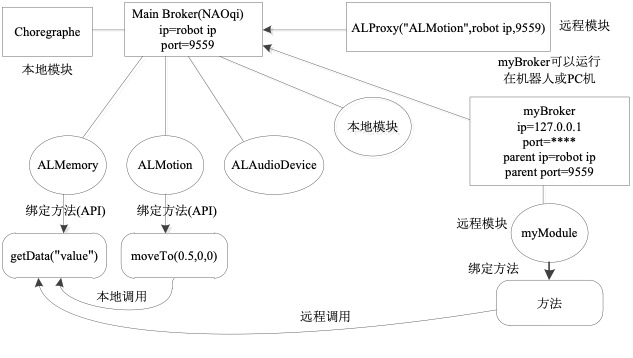 Choregraphe
本地模块
Main Broker(NAOqi)
ip=robot ip
port=9559
ALProxy("ALMotion",robot ip,9559)
远程模块
myBroker可以运行
在机器人或PC机
myBroker
ip=127.0.0.1
port=****
parent ip=robot ip
parent port=9559
本地模块
ALMemory
ALMotion
ALAudioDevice
绑定方法(API)
绑定方法(API)
远程模块
myModule
getData("value")
moveTo(0.5,0,0)
绑定方法
本地调用
方法
远程调用